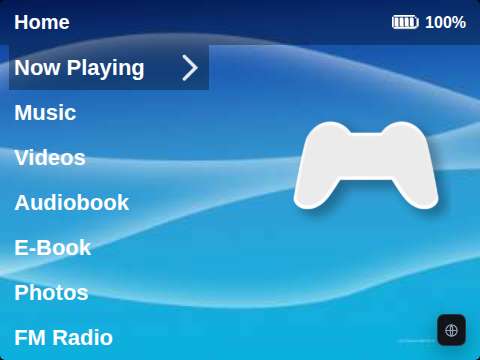 Home
100%
Now Playing
Music
Videos
Audiobook
E-Book
Photos
FM Radio